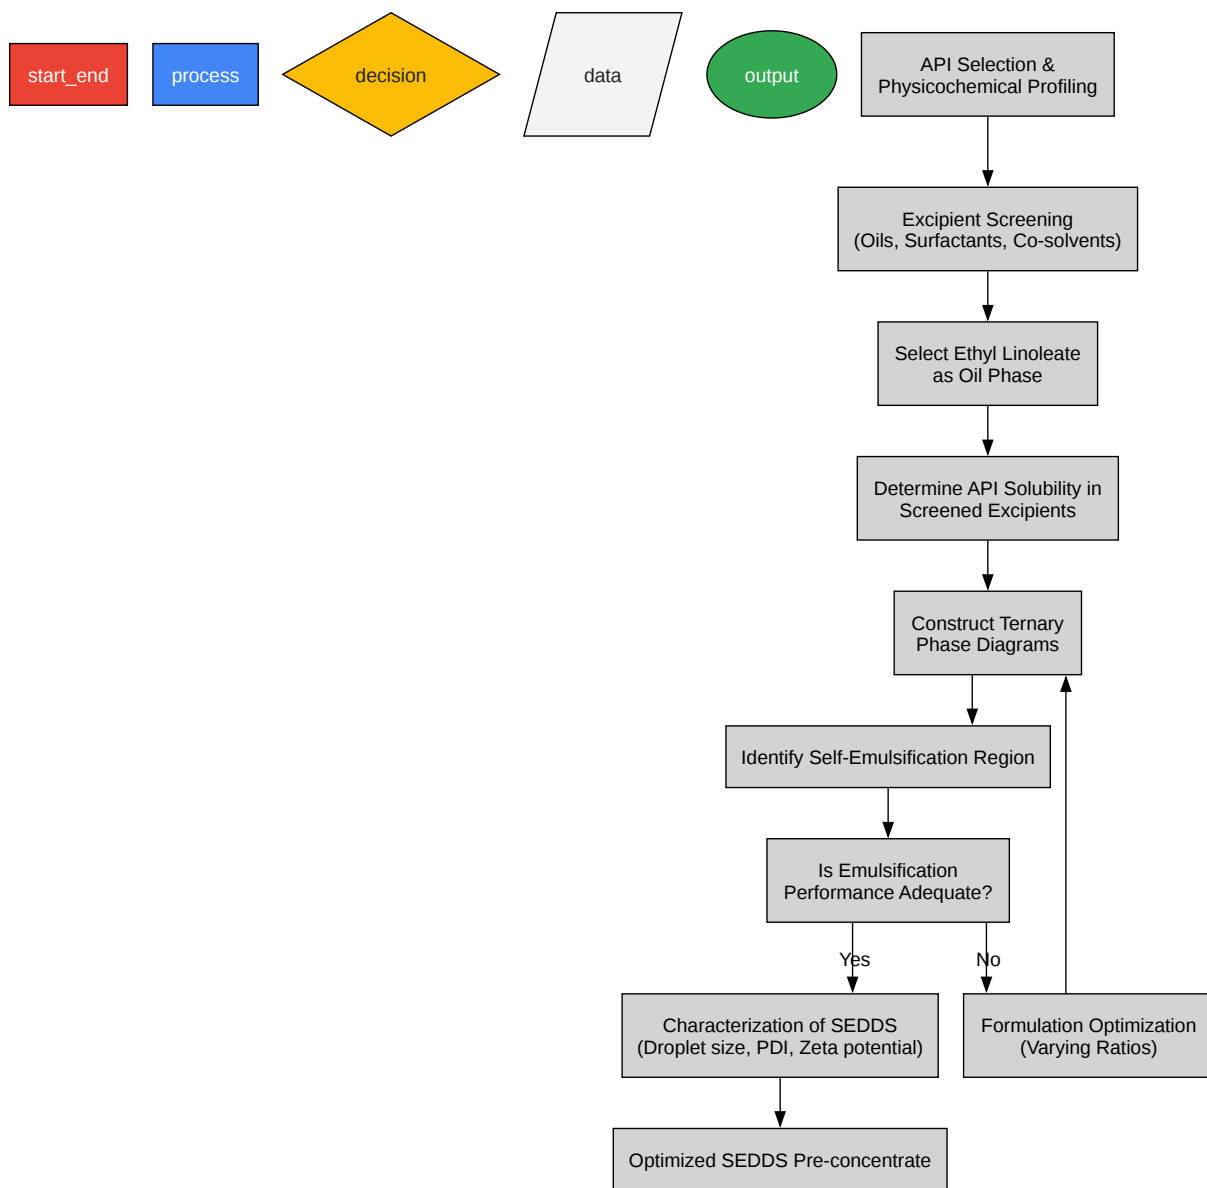 start_end
process
decision
data
output
API Selection &
Physicochemical Profiling
Excipient Screening
(Oils, Surfactants, Co-solvents)
Select Ethyl Linoleate
as Oil Phase
Determine API Solubility in
Screened Excipients
Construct Ternary
Phase Diagrams
Identify Self-Emulsification Region
Is Emulsification
Performance Adequate?
Yes
No
Characterization of SEDDS
(Droplet size, PDI, Zeta potential)
Formulation Optimization
(Varying Ratios)
Optimized SEDDS Pre-concentrate